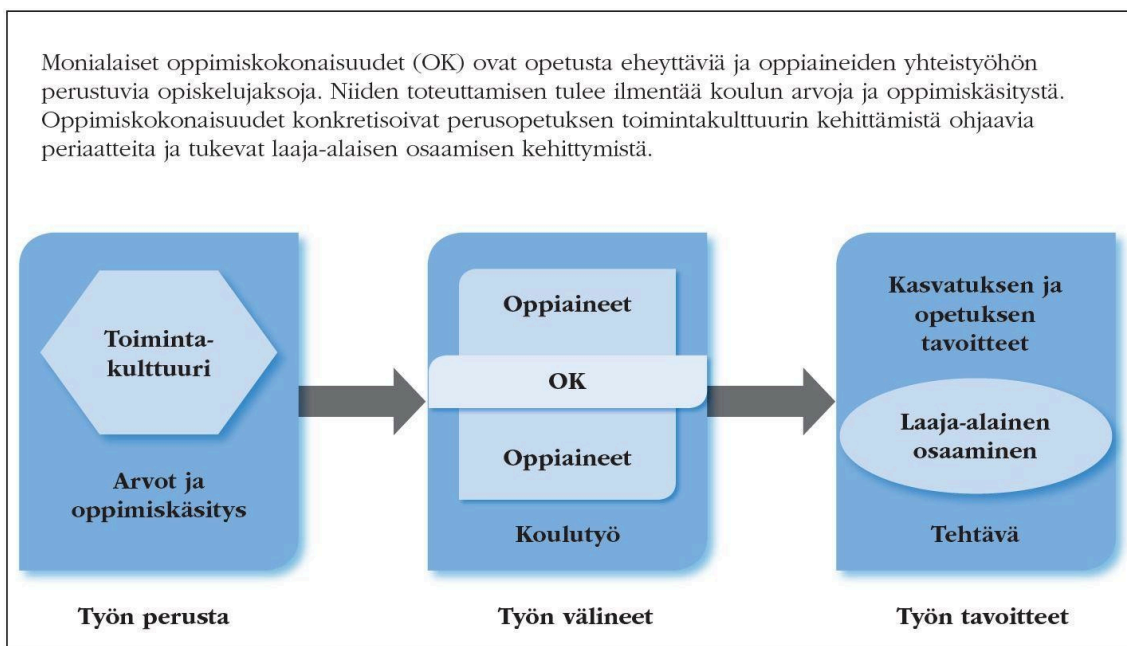 Monialaiset oppimiskokonaisuudet (OK) ovat opetusta eheyttäviä ja oppiaineiden yhteistyöhön
perustuvia opiskelujaksoja. Niiden toteuttamisen tulee ilmentää koulun arvoja ja oppimiskäsitystä.
Oppimiskokonaisuudet konkretisoivat perusopetuksen toimintakulttuurin kehittämistä ohjaavia
periaatteita ja tukevat laaja-alaisen osaamisen kehittymistä.
Toiminta-
kulttuuri
Arvot ja
oppimiskäsitys
Työn perusta
Oppiaineet
OK
Oppiaineet
Koulutyö
Työn välineet
Kasvatuksen ja
opetuksen
tavoitteet
Laaja-alainen
osaaminen
Tehtävä
Työn tavoitteet